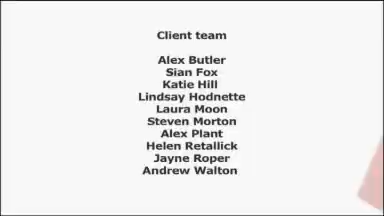 Client team
Alex Butler
Sian Fox
Katie Hill
Lindsay Hodnette
Laura Moon
Steven Morton
Alex Plant
Helen Retallick
Jayne Roper
Andrew Walton